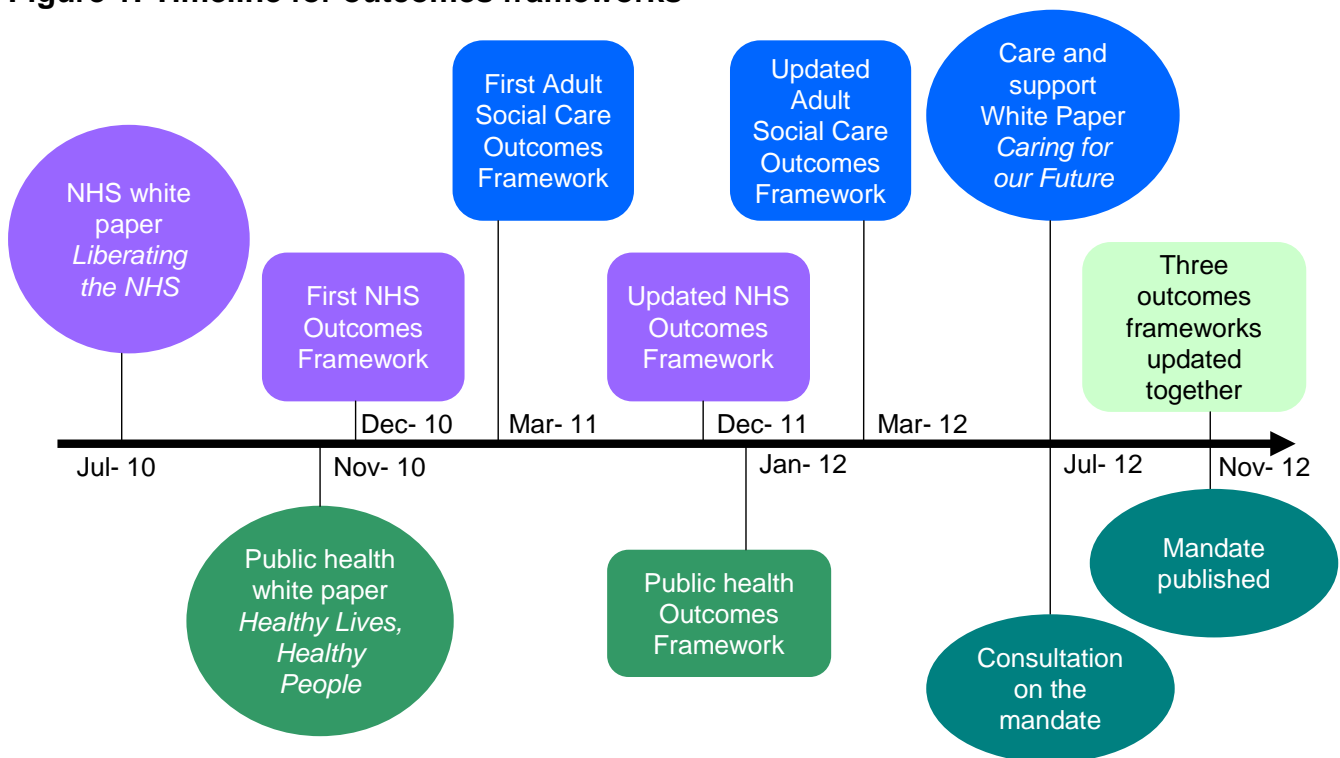 Figure 1: Timeline for outcomes frameworks
NHS white
paper
Liberating
the NHS
First NHS
Outcomes
Framework
First Adult
Social Care
Outcomes
Framework
Updated NHS
Outcomes
Framework
Updated
Adult
Social Care
Outcomes
Framework
Care and
support
White Paper
Caring for
our Future
Three
outcomes
frameworks
updated
together
Dec- 10
Mar- 11
Dec- 11
Mar- 12
Jul- 10
Nov- 10
Jan- 12
Jul- 12
Nov- 12
Public health
white paper
Healthy Lives,
Healthy
People
Public health
Outcomes
Framework
Consultation
on the
mandate
Mandate
published